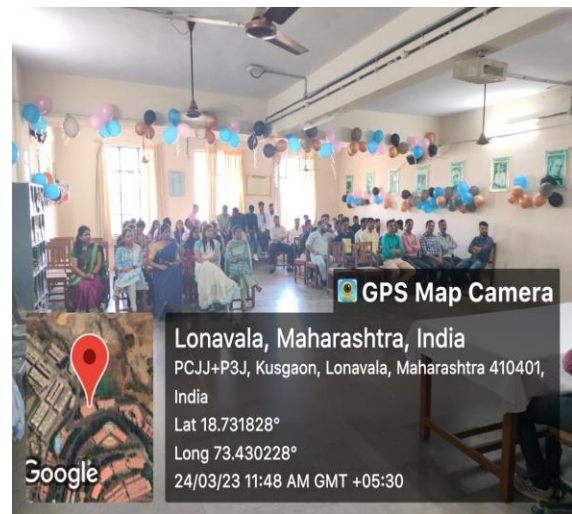 GPS Map Camera
Lonavala, Maharashtra, India
PCJJ+P3J, Kusgaon, Lonavala, Maharashtra 410401,
India
Lat 18.731828°
Long 73.430228°
24/03/23 11:48 AM GMT +05:30
Google